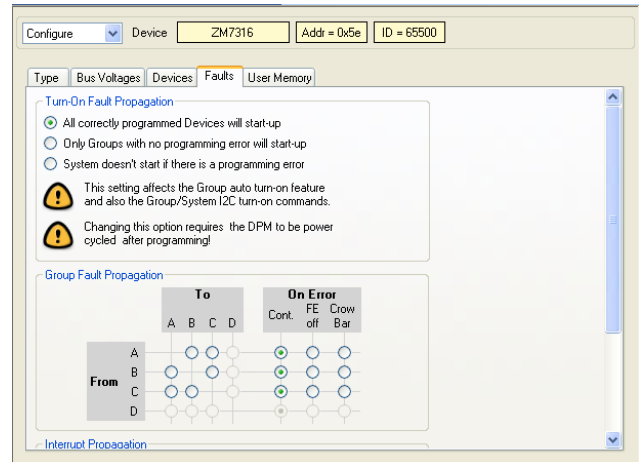 Configure Device ZM7316 Addr = 0x5e ID = 65500
Type Bus Voltages Devices Faults User Memory
Turn-On Fault Propagation
All correctly programmed Devices will start-up
Only Groups with no programming error will start-up
System doesn't start if there is a programming error
This setting affects the Group auto turn-on feature
and also the Group/System I2C turn-on commands.
Changing this option requires the DPM to be power
cycled after programming!
Group Fault Propagation
To On Error
A B C D Cont. FE off Crow Bar
From
A
B
C
D
Interrupt Propagation